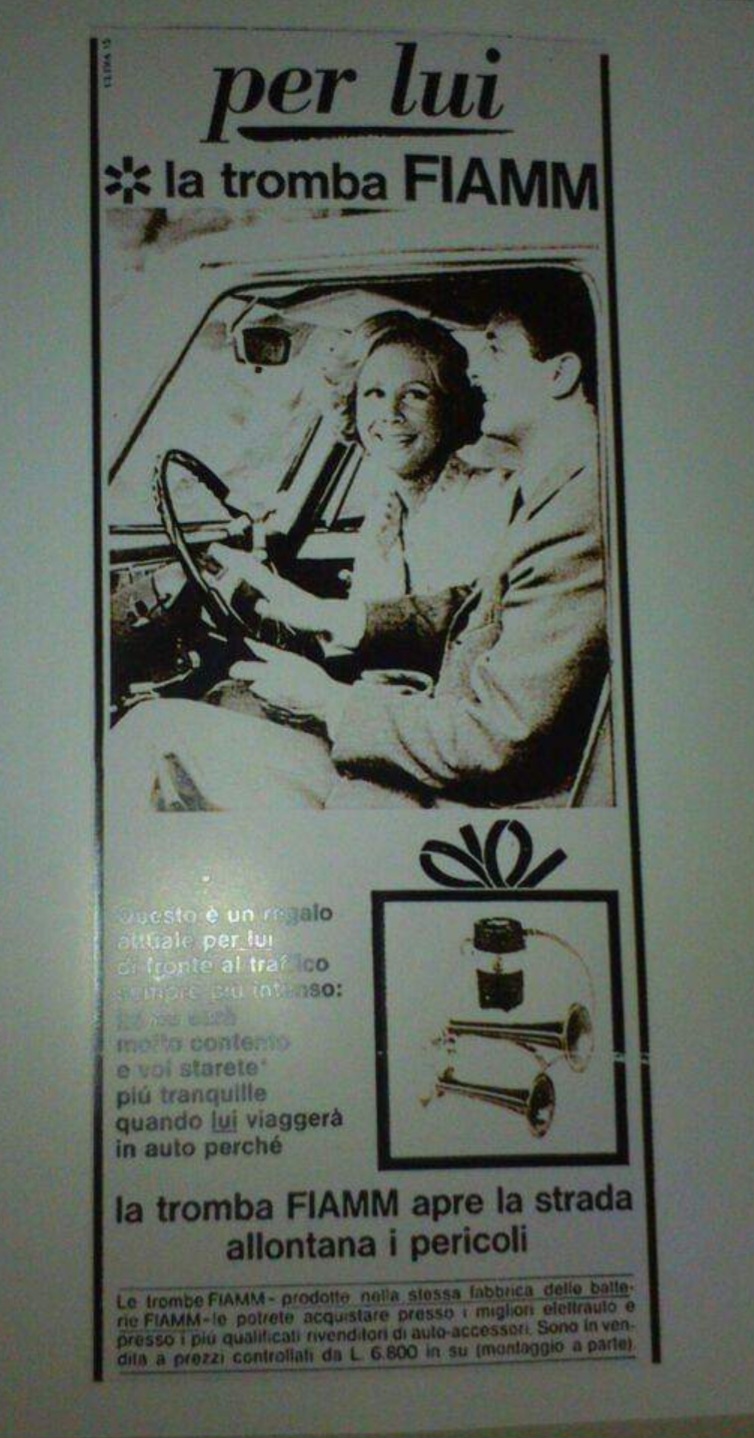 per lui
* la tromba FIAMM
Questo è un regalo
attuale per lui
di fronte al traffico
sempre più intenso:
molto contento
e voi starete
piú tranquille
quando lui viaggerà
in auto perché
la tromba FIAMM apre la strada
allontana i pericoli
Le trombe FIAMM - prodotte nella stessa fabbrica delle batte-
rie FIAMM - le potrete acquistare presso i migliori elettrauto e
presso i più qualificati rivenditori di auto-accessori. Sono in ven-
dita a prezzi controllati da L. 6.800 in su (montaggio a parte).